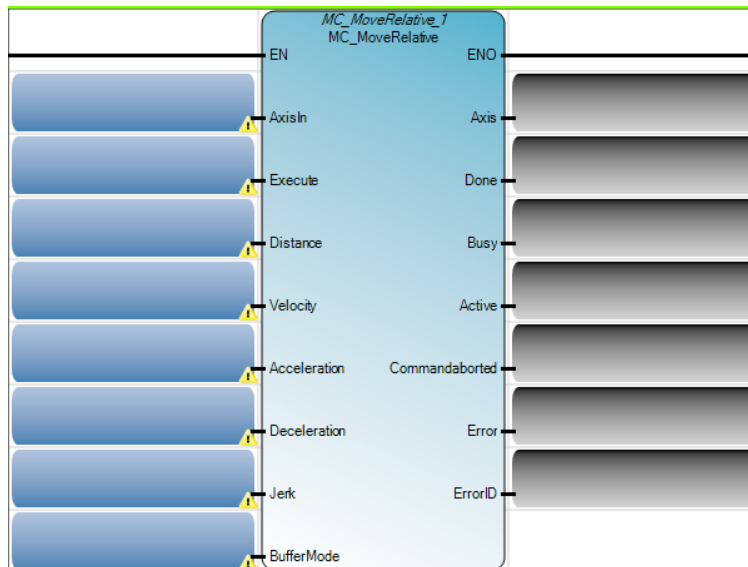 MC_MoveRelative_1
MC_MoveRelative
EN ENO
AxisIn Axis
Execute Done
Distance Busy
Velocity Active
Acceleration Commandaborted
Deceleration Error
Jerk ErrorID
BufferMode